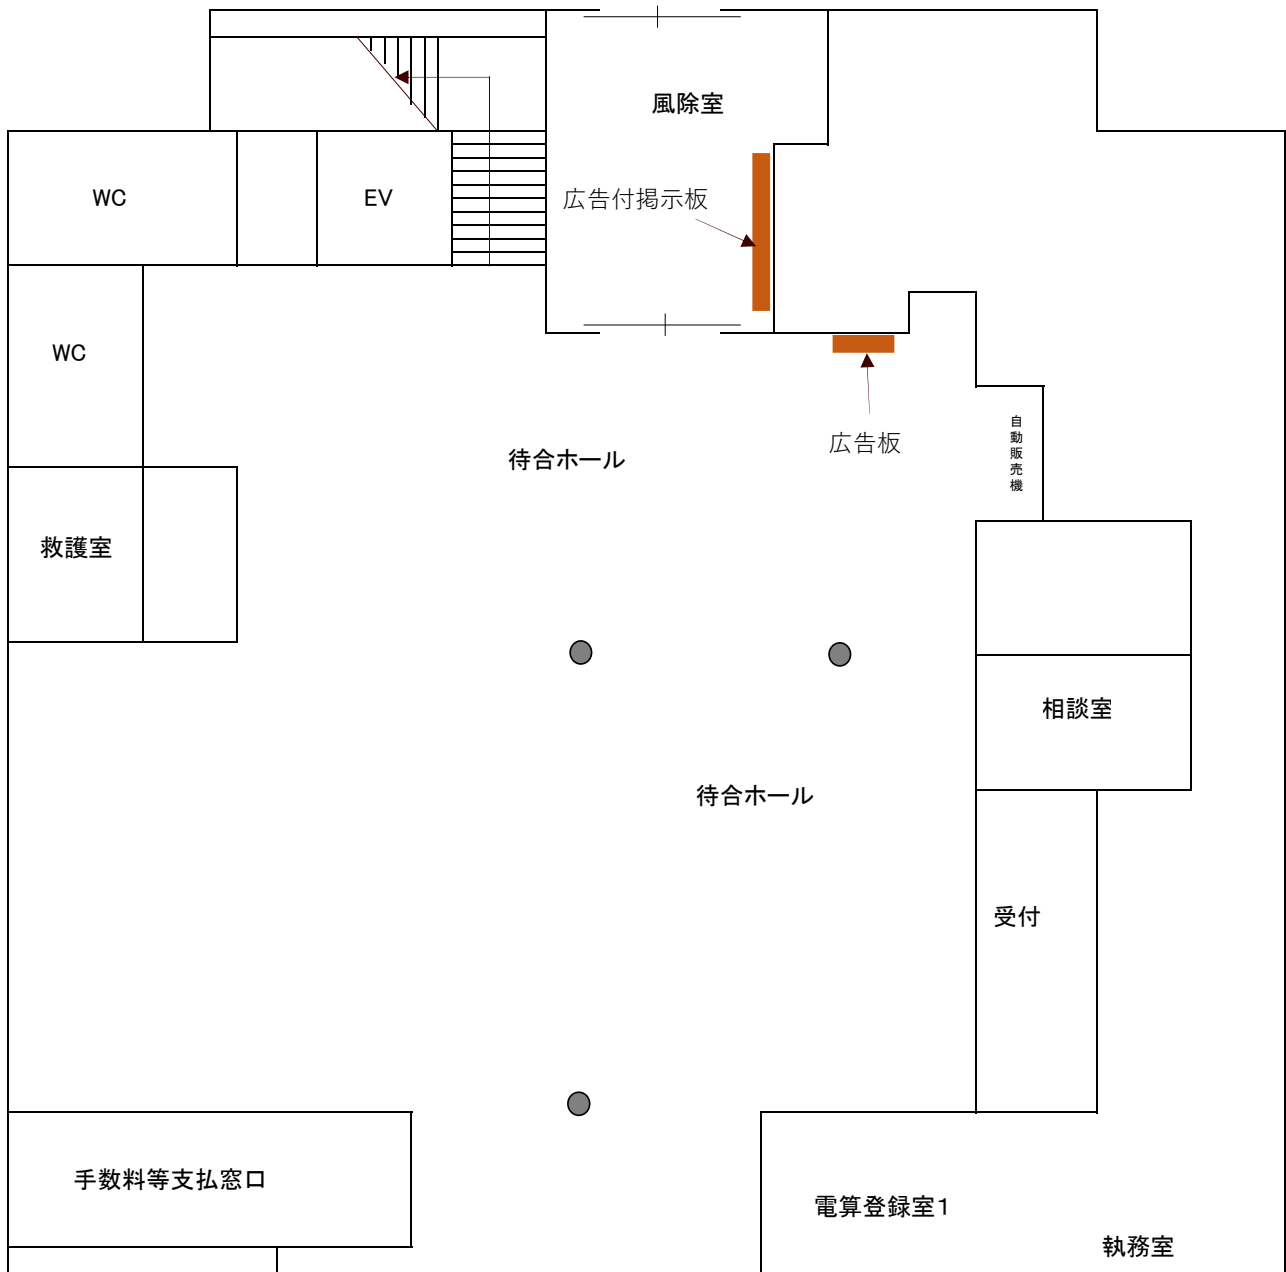 風除室
WC
EV
広告付掲示板
WC
広告板
自動販売機
待合ホール
救護室
相談室
待合ホール
受付
手数料等支払窓口
電算登録室1
執務室